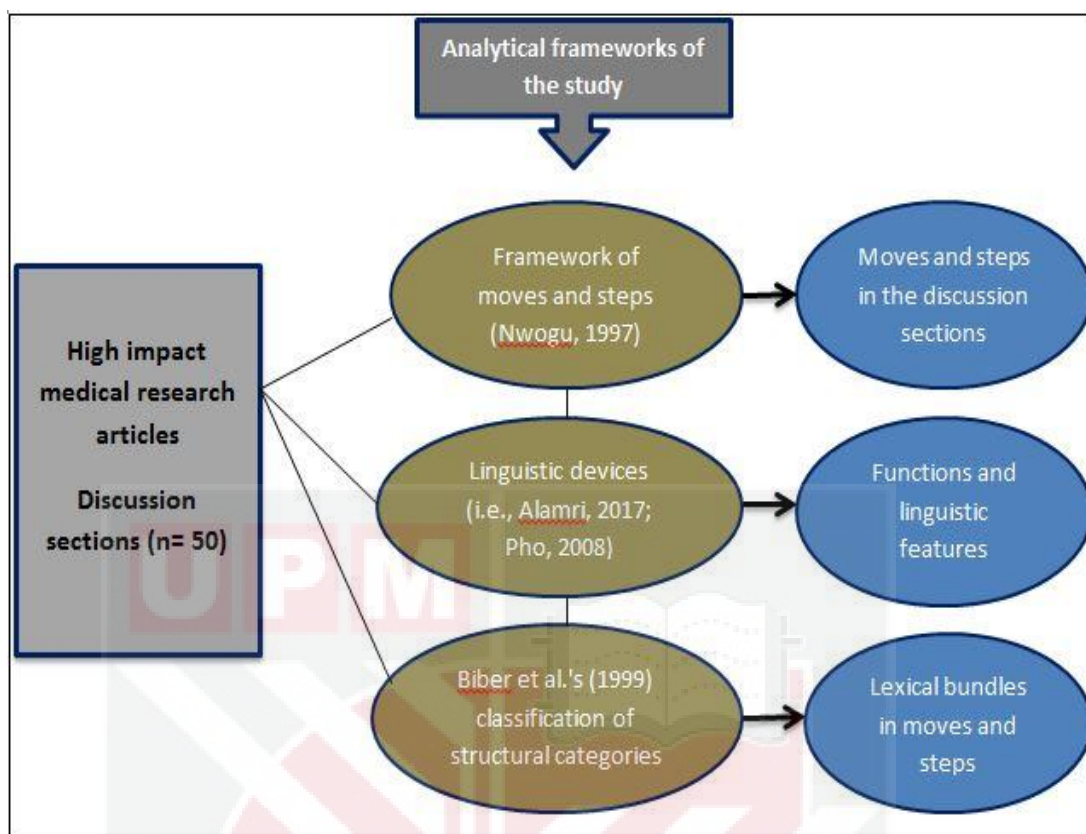 Analytical frameworks of
the study
High impact
medical research
articles
Discussion
sections (n= 50)
Framework of
moves and steps
(Nwogu, 1997)
Moves and steps
in the discussion
sections
Linguistic devices
(i.e., Alamri, 2017;
Pho, 2008)
Functions and
linguistic
features
Biber et al.'s (1999)
classification of
structural categories
Lexical bundles
in moves and
steps
UPM